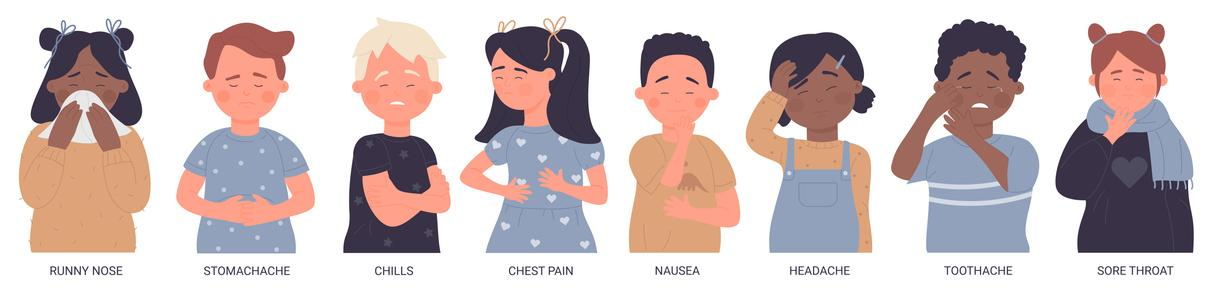 RUNNY NOSE
STOMACHACHE
CHILLS
CHEST PAIN
NAUSEA
HEADACHE
TOOTHACHE
SORE THROAT